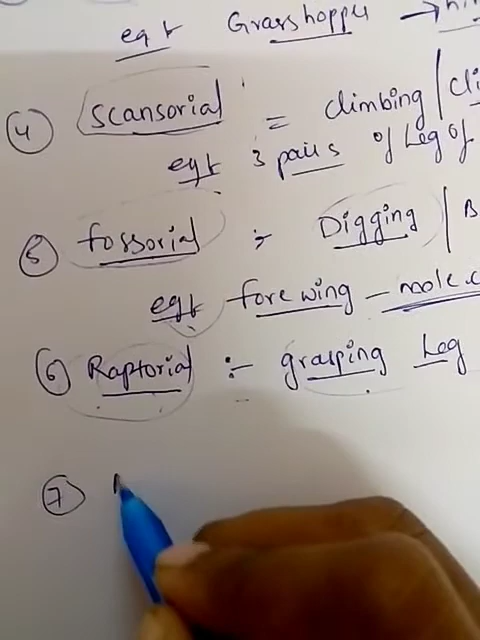 eg:- Grasshopper →
④ Scansorial = climbing /
eg:- 3 pairs of Leg of
⑤ fossorial :- Digging / B
eg:- fore wing - mole
⑥ Raptorial :- grasping Leg
⑦